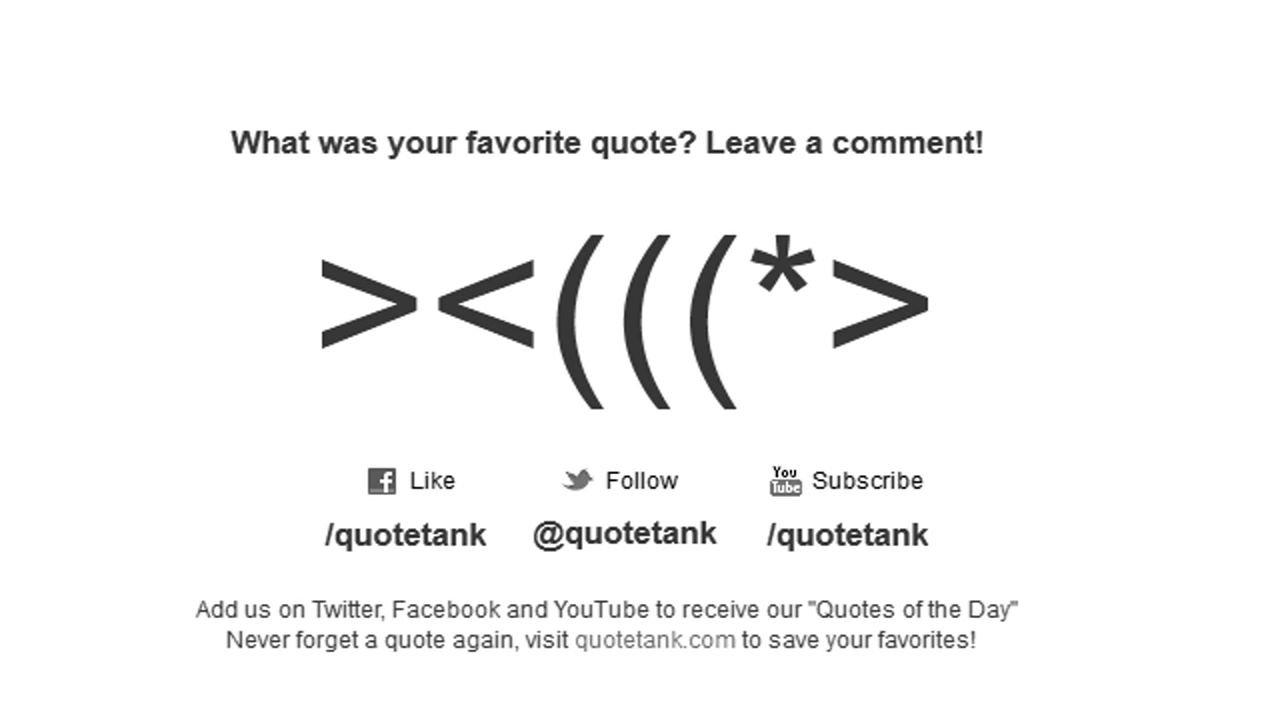 What was your favorite quote? Leave a comment!
><(((*>
Like Follow You Tube Subscribe
/quotetank @quotetank /quotetank
Add us on Twitter, Facebook and YouTube to receive our "Quotes of the Day"
Never forget a quote again, visit quotetank.com to save your favorites!